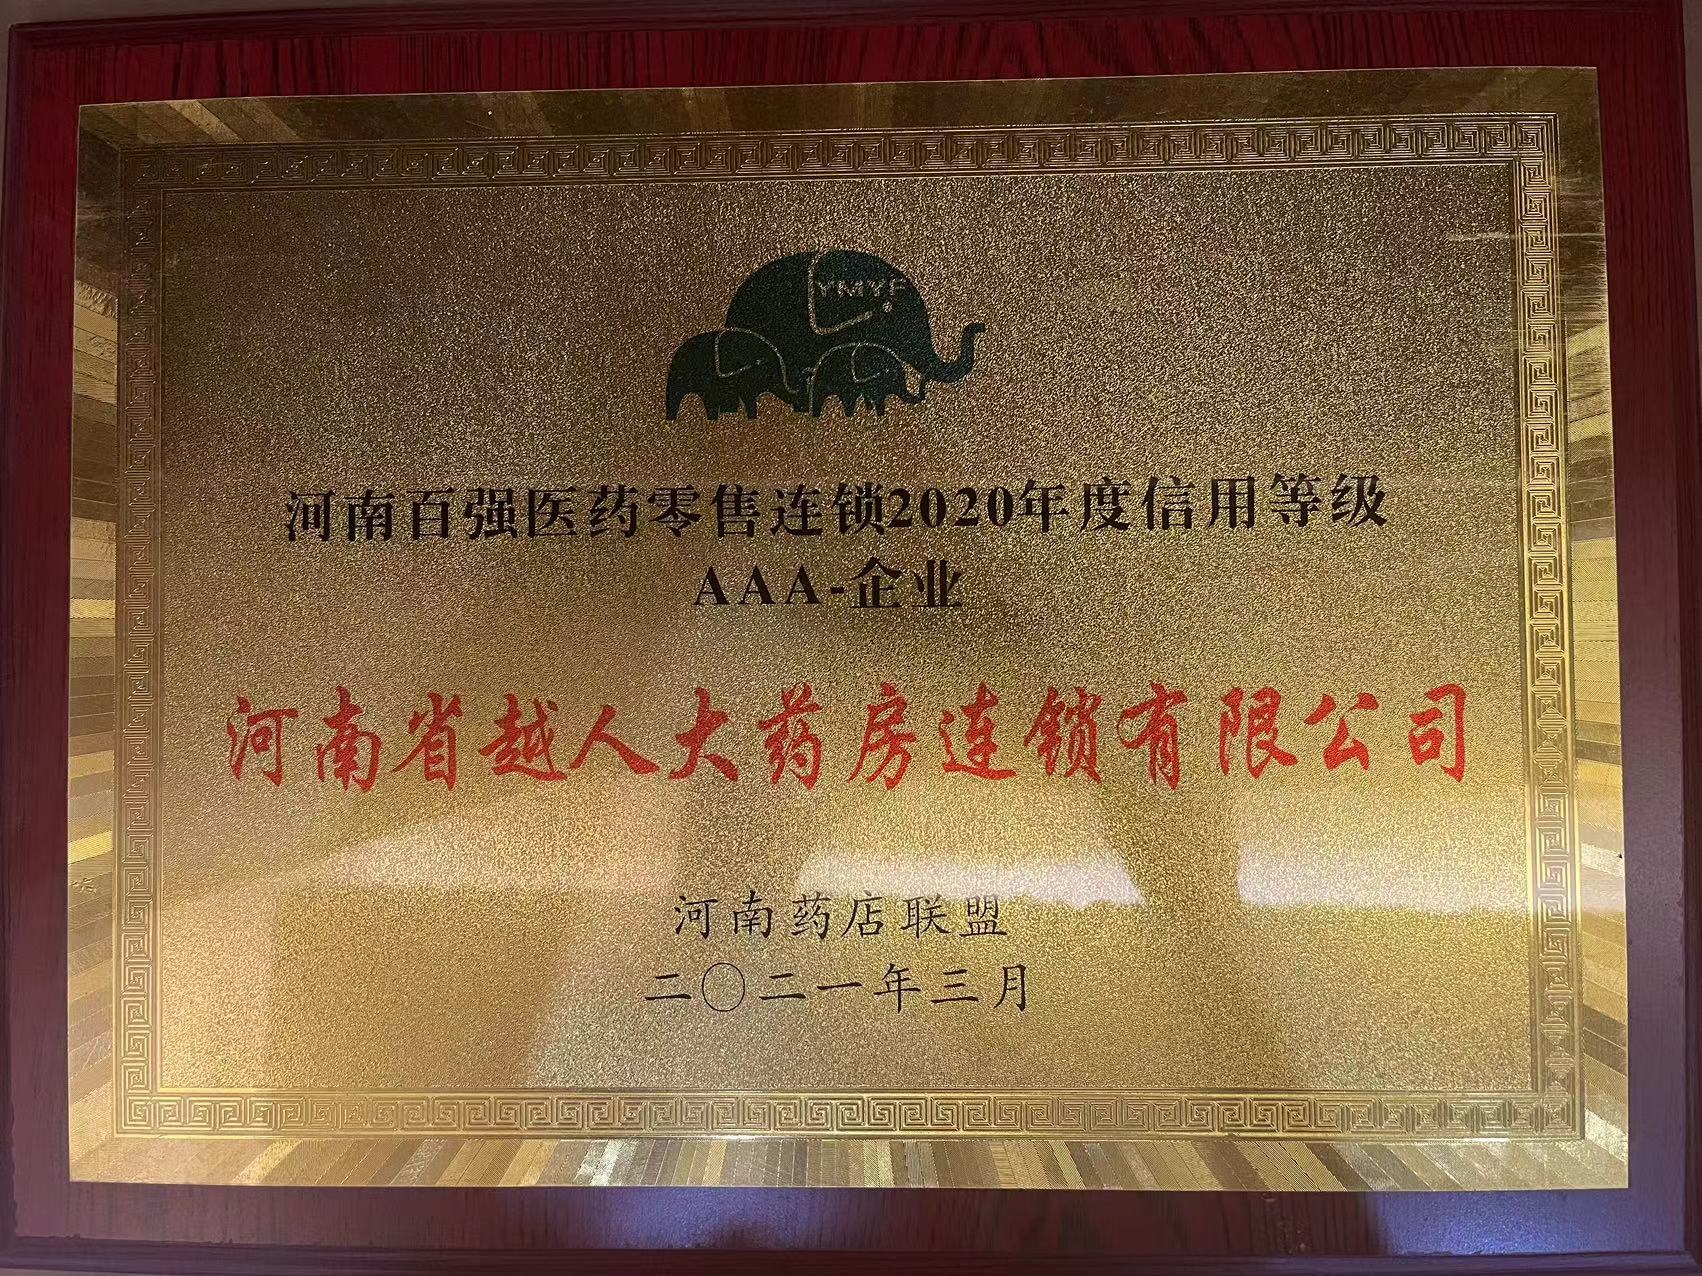 YMYF
河南百强医药零售连锁2020年度信用等级
AAA-企业
河南省越人大药房连锁有限公司
河南药店联盟
二〇二一年三月